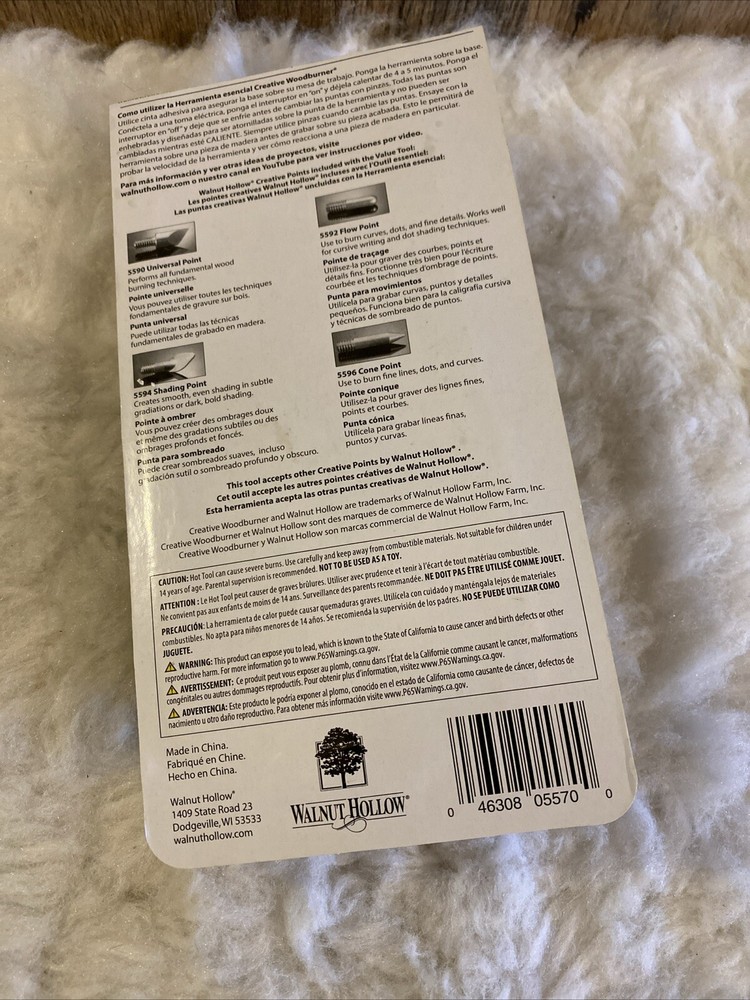 Como utilizer la Herramienta esencial Creative Woodburner®
Utilice cinta adhesiva para asegurar la base sobre su mesa de trabajo. Ponga la herramienta sobre la base.
Conéctela a una toma eléctrica, ponga el interruptor en "on" y déjela calentar de 4 a 5 minutos. Ponga el
interruptor en "off" y deje que se enfríe antes de cambiar las puntas con pinzas. Todas las puntas son
enhebradas y diseñadas para ser atornilladas sobre la punta de la herramienta y no pueden ser
cambiadas mientras esté CALIENTE. Siempre utilice pinzas cuando cambie las puntas. Ensaye con la
herramienta sobre una pieza de madera antes de grabar sobre su pieza acabada. Esto le permitirá de
probar la velocidad de la herramienta y ver cómo reacciona a una pieza de madera en particular.
Para más información y ver otras ideas de proyectos, visite
walnuthollow.com o nuestro canal en YouTube para ver instrucciones por video.
Walnut Hollow® Creative Points Included with the Value Tool:
Les pointes creatives Walnut Hollow® incluses avec l'Outil essentiel:
Las puntas creativas Walnut Hollow® uncluidas con la Herramienta esencial:
5590 Universal Point
Perform all fundamental wood
burning techniques.
Pointe universelle
Vous pouvez utiliser toutes les techniques
fondamentales de gravure sur bois.
Punta universal
Puede utilizar todas las técnicas
fundamentales de grabado en madera.
5592 Flow Point
Use to burn curves, dots, and fine details. Works well
for cursive writing and dot shading techniques.
Pointe de traçage
Utilisez-la pour graver des courbes, points et
détails fins. Fonctionne très bien pour l'écriture
courbée et les techniques d'ombrage de points.
Punta para movimientos
Utilícela para grabar curvas, puntos y detalles
pequeños. Funciona bien para la caligrafía cursiva
y técnicas de sombreado de puntos.
5594 Shading Point
Creates smooth, even shading in subtle
gradiations or dark, bold shading.
Pointe à ombrer
Vous pouvez créer des ombrages doux
et même des gradations subtiles ou des
ombrages profonds et foncés.
Punta para sombreado
Puede crear sombreados suaves, incluso
gradación sutil o sombreado profundo y obscuro.
5596 Cone Point
Use to burn fine lines, dots, and curves.
Pointe conique
Utilisez-la pour graver des lignes fines,
points et courbes.
Punta cónica
Utilícela para grabar líneas finas,
puntos y curvas.
This tool accepts other Creative Points by Walnut Hollow®.
Cet outil accepte les autres pointes créatives de Walnut Hollow®.
Esta herramienta acepta las otras puntas creativas de Walnut Hollow®.
Creative Woodburner and Walnut Hollow are trademarks of Walnut Hollow Farm, Inc.
Creative Woodburner et Walnut Hollow sont des marques de commerce de Walnut Hollow Farm, Inc.
Creative Woodburner y Walnut Hollow son marcas commercial de Walnut Hollow Farm, Inc.
CAUTION: Hot Tool can cause severe burns. Use carefully and keep away from combustible materials. Not suitable for children under
14 years of age. Parental supervision is recommended. NOT TO BE USED AS A TOY.
ATTENTION : Le Hot Tool peut causer de graves brûlures. Utiliser avec prudence et tenir à l'écart de tout matériau combustible.
Ne convient pas aux enfants de moins de 14 ans. Surveillance des parents recommandée. NE DOIT PAS ÊTRE UTILISÉ COMME JOUET.
PRECAUCIÓN: La herramienta de calor puede causar quemaduras graves. Utilícela con cuidado y manténgala lejos de materiales
combustibles. No apta para niños menores de 14 años. Se recomienda la supervisión de los padres. NO SE PUEDE UTILIZAR COMO
JUGUETE.
WARNING: This product can expose you to lead, which is known to the State of California to cause cancer and birth defects or other
reproductive harm. For more information go to www.P65Warnings.ca.gov.
AVERTISSEMENT: Ce produit peut vous exposer au plomb, connu dans l'État de la Californie comme causant le cancer, malformations
congénitales ou autres dommages reproductifs. Pour obtenir plus d'information, visitez www.P65Warnings.ca.gov.
ADVERTENCIA: Este producto le podría exponer al plomo, conocido en el estado de California como causante de cáncer, defectos de
nacimiento u otro daño reproductivo. Para obtener más información visite www.P65Warnings.ca.gov.
Made in China.
Fabriqué en Chine.
Hecho en China.
Walnut Hollow®
1409 State Road 23
Dodgeville, WI 53533
walnuthollow.com
WALNUT HOLLOW®
0 46308 05570 0